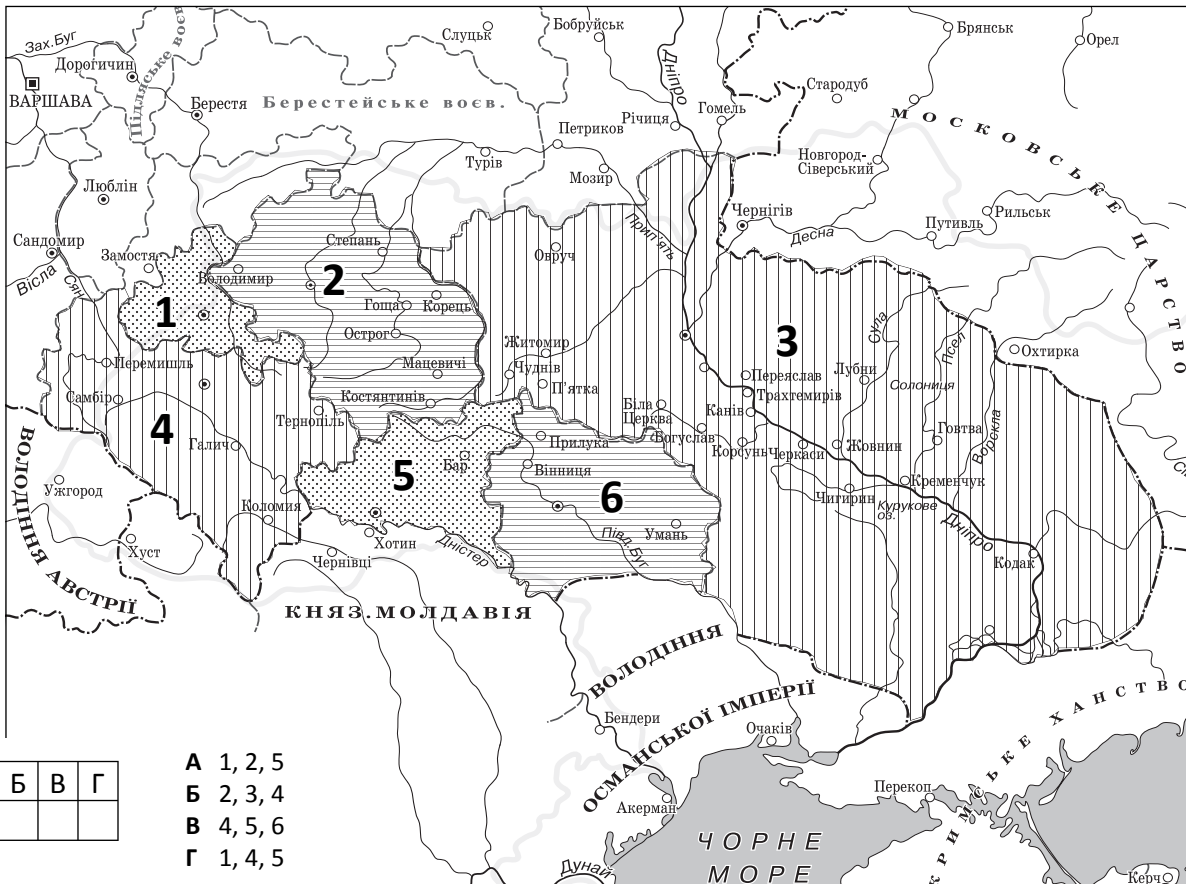 Зах.Буг
Дорогичин
ВАРШАВА
Підляське воєв.
Берестя
Берестейське воєв.
Слуцьк
Бобруйськ
Дніпро
Брянськ
Орел
Стародуб
Гомель
Річиця
Петриков
Турів
Мозир
МОСКОВСЬКЕ ЦАРСТВО
Новгород-
Сіверський
Люблін
Сандомир
Вісла
Сян
Замостя
Чернігів
Десна
Путивль
Рильськ
Прип'ять
Степань
Володимир
2
1
Овруч
Гоща
Корець
Острог
3
Сула
Псел
Охтирка
Перемишль
Житомир
Чуднів
Мацевичі
П'ятка
Переяслав
Лубни
Трахтемирів
Солониця
Самбір
Костянтинів
Тернопіль
Біла
Церква
Канів
Ворскла
4
Галич
Прилука
Богуслав
Корсунь
Черкаси
Жовнин
Говтва
Бар
Вінниця
5
6
Ужгород
Чигирин
Кременчук
Курукове
оз.
Коломия
Умань
Дніпро
Хуст
Хотин
Дністер
Півд.Буг
Чернівці
Кодак
ВОЛОДІННЯ АВСТРІЇ
КНЯЗ.МОЛДАВІЯ
ВОЛОДІННЯ
ОСМАНСЬКОЇ ІМПЕРІЇ
Бендери
Очаків
КРИМСЬКЕ ХАНСТВО
Перекоп
Акерман
ЧОРНЕ
МОРЕ
Дунай
Керч
Б В Г
А 1, 2, 5
Б 2, 3, 4
В 4, 5, 6
Г 1, 4, 5